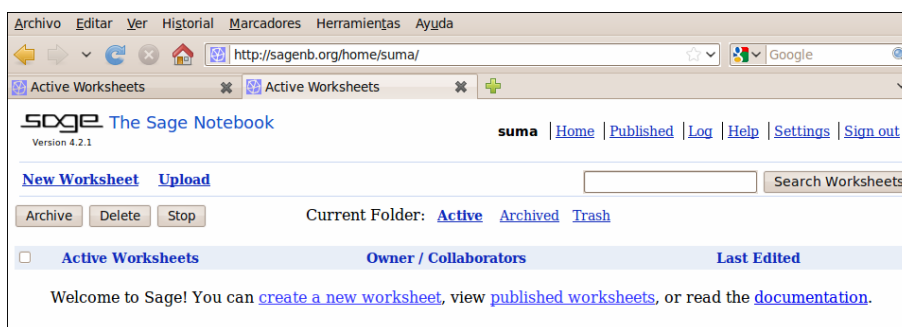 Archivo Editar Ver Historial Marcadores Herramientas Ayuda
http://sagenb.org/home/suma/ Google
Active Worksheets Active Worksheets
sage The Sage Notebook
Version 4.2.1
suma Home Published Log Help Settings Sign out
New Worksheet Upload Search Worksheets
Archive Delete Stop Current Folder: Active Archived Trash
Active Worksheets Owner / Collaborators Last Edited
Welcome to Sage! You can create a new worksheet, view published worksheets, or read the documentation.